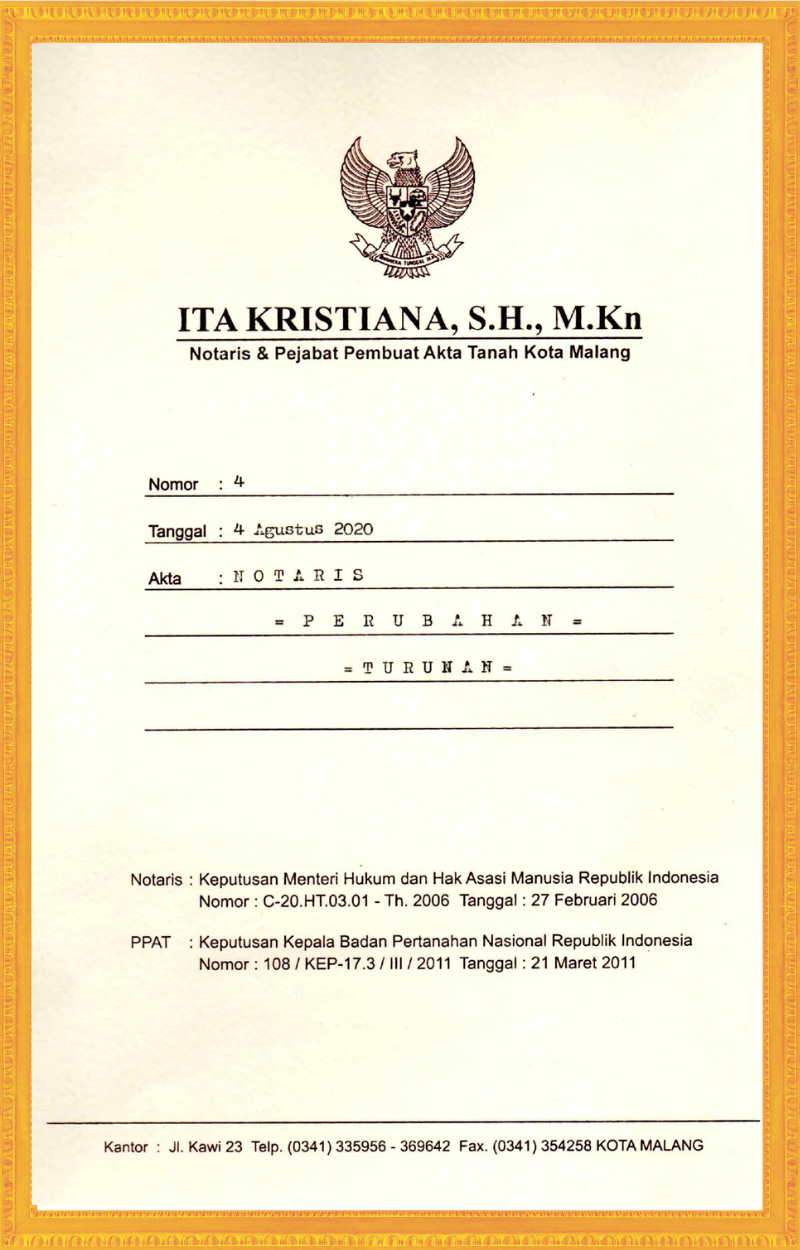 ITA KRISTIANA, S.H., M.Kn
Notaris & Pejabat Pembuat Akta Tanah Kota Malang
Nomor : 4
Tanggal : 4 Agustus 2020
Akta : N O T A R I S
= P E R U B A H A N =
= T U R U N A N =
Notaris : Keputusan Menteri Hukum dan Hak Asasi Manusia Republik Indonesia
Nomor : C-20.HT.03.01 - Th. 2006 Tanggal : 27 Februari 2006
PPAT : Keputusan Kepala Badan Pertanahan Nasional Republik Indonesia
Nomor : 108 / KEP-17.3 / III / 2011 Tanggal : 21 Maret 2011
Kantor : Jl. Kawi 23 Telp. (0341) 335956 - 369642 Fax. (0341) 354258 KOTA MALANG